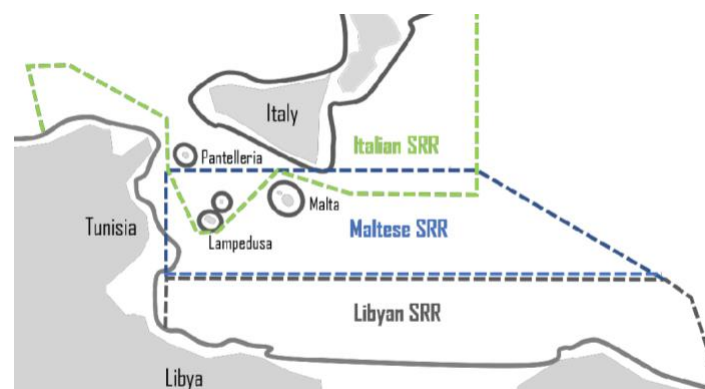 Italy
Italian SRR
Pantelleria
Malta
Tunisia
Maltese SRR
Lampedusa
Libyan SRR
Libya